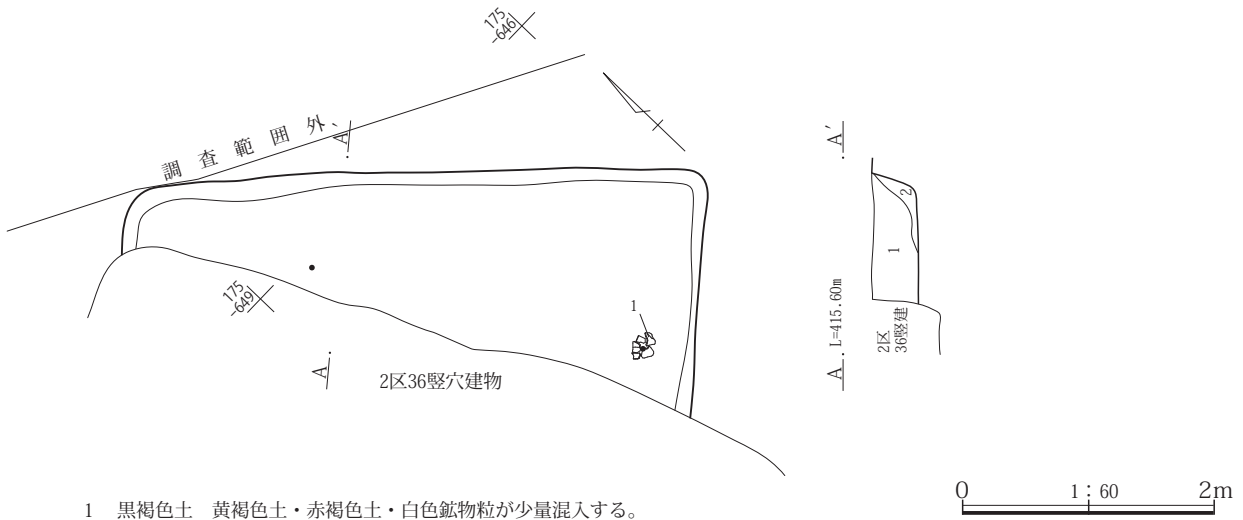 175
-646
調査範囲外
A'
A'
2
1
175
-649
1
L=415.60m
2区
36竪建
A
A
2区36竪穴建物
0 1：60 2m
1 黒褐色土 黄褐色土・赤褐色土・白色鉱物粒が少量混入する。